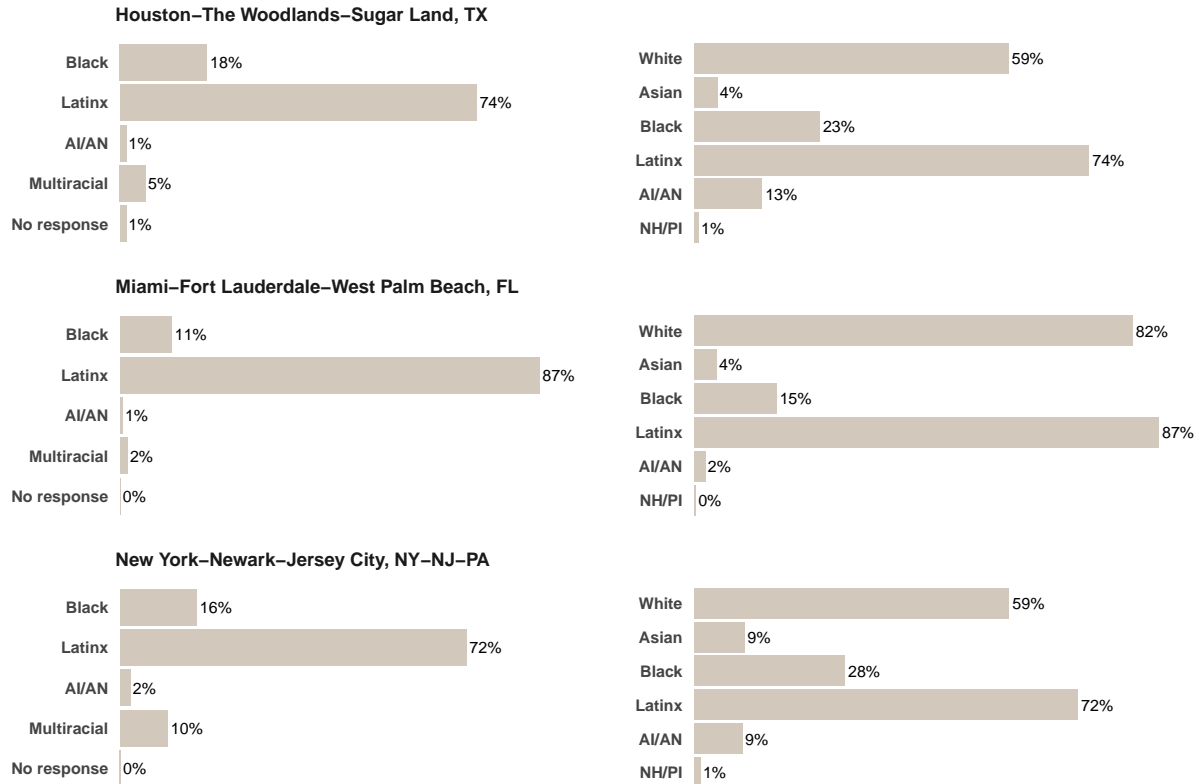 Houston–The Woodlands–Sugar Land, TX
Black 18%
Latinx 74%
AI/AN 1%
Multiracial 5%
No response 1%
White 59%
Asian 4%
Black 23%
Latinx 74%
AI/AN 13%
NH/PI 1%
Miami–Fort Lauderdale–West Palm Beach, FL
Black 11%
Latinx 87%
AI/AN 1%
Multiracial 2%
No response 0%
White 82%
Asian 4%
Black 15%
Latinx 87%
AI/AN 2%
NH/PI 0%
New York–Newark–Jersey City, NY–NJ–PA
Black 16%
Latinx 72%
AI/AN 2%
Multiracial 10%
No response 0%
White 59%
Asian 9%
Black 28%
Latinx 72%
AI/AN 9%
NH/PI 1%